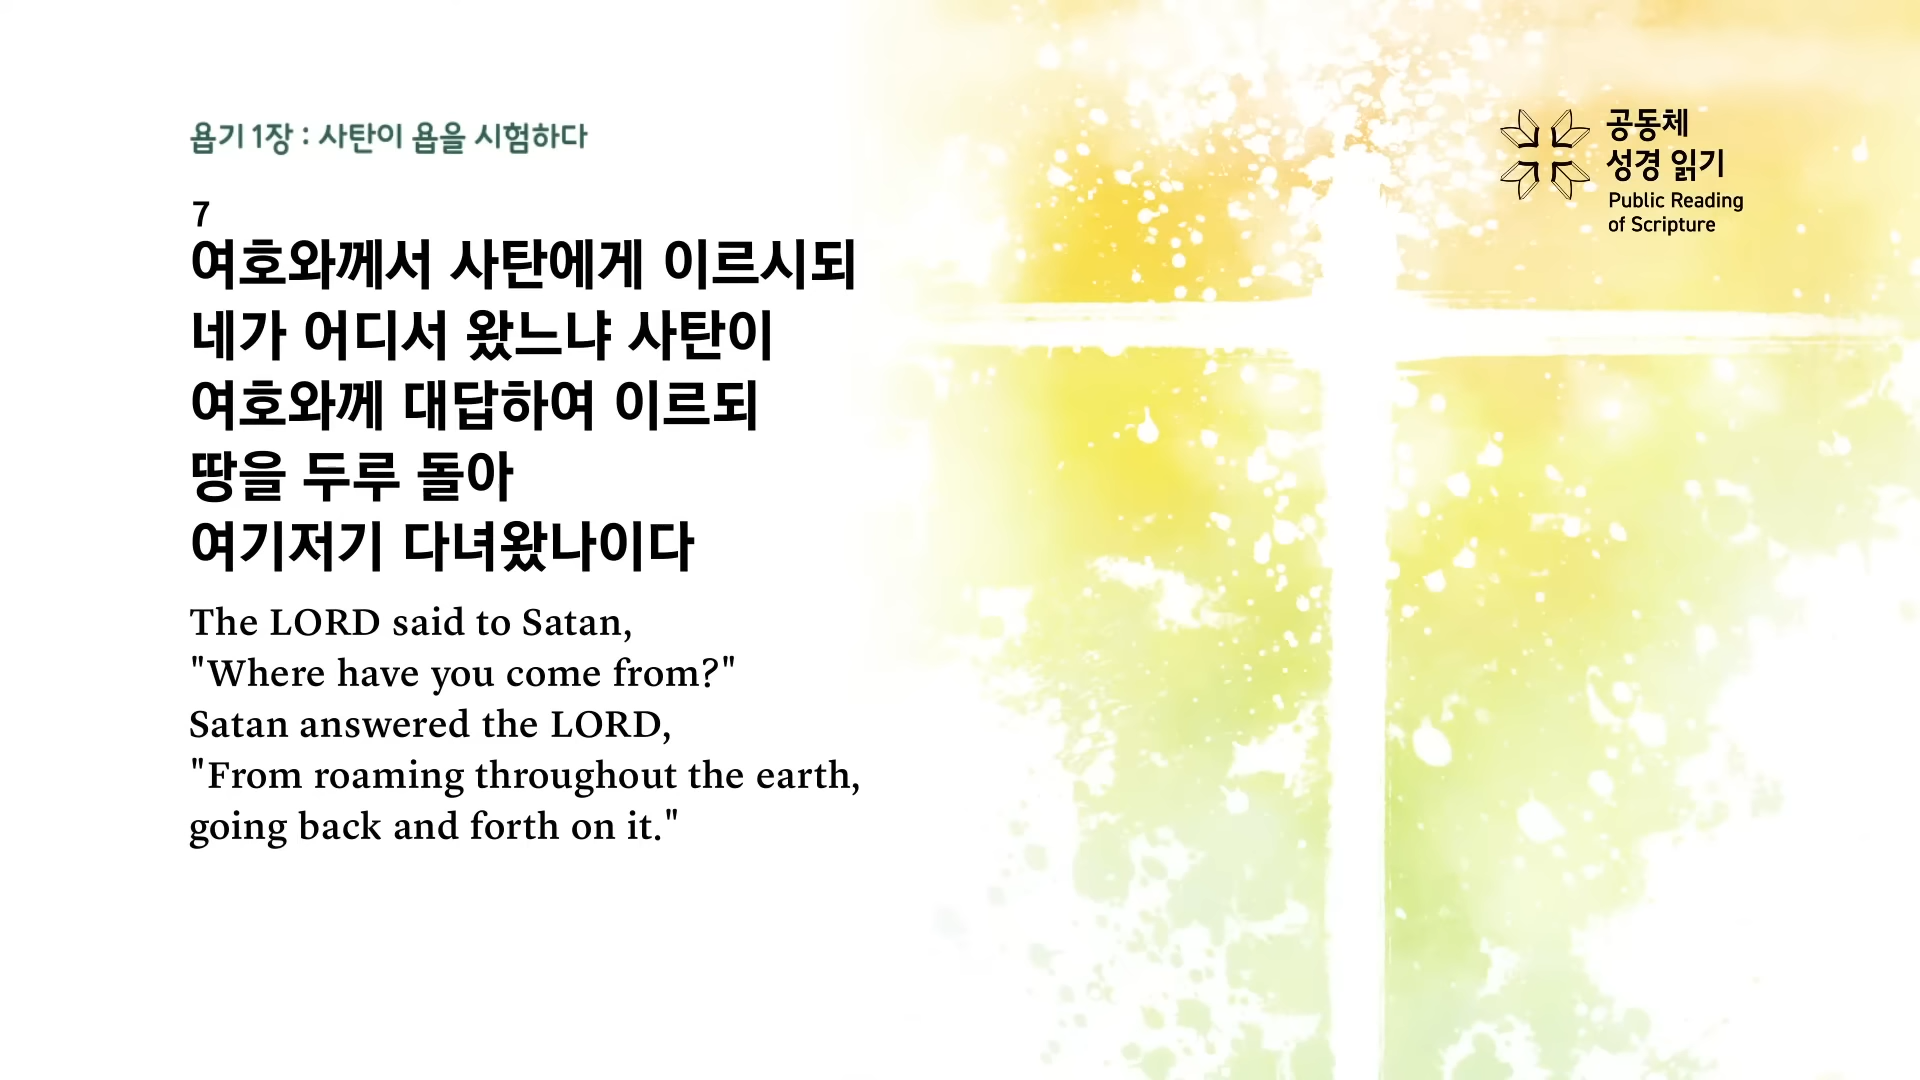 욥기 1장 : 사탄이 욥을 시험하다
7
여호와께서 사탄에게 이르시되
네가 어디서 왔느냐 사탄이
여호와께 대답하여 이르되
땅을 두루 돌아
여기저기 다녀왔나이다
The LORD said to Satan,
"Where have you come from?"
Satan answered the LORD,
"From roaming throughout the earth,
going back and forth on it."
공동체
성경 읽기
Public Reading
of Scripture